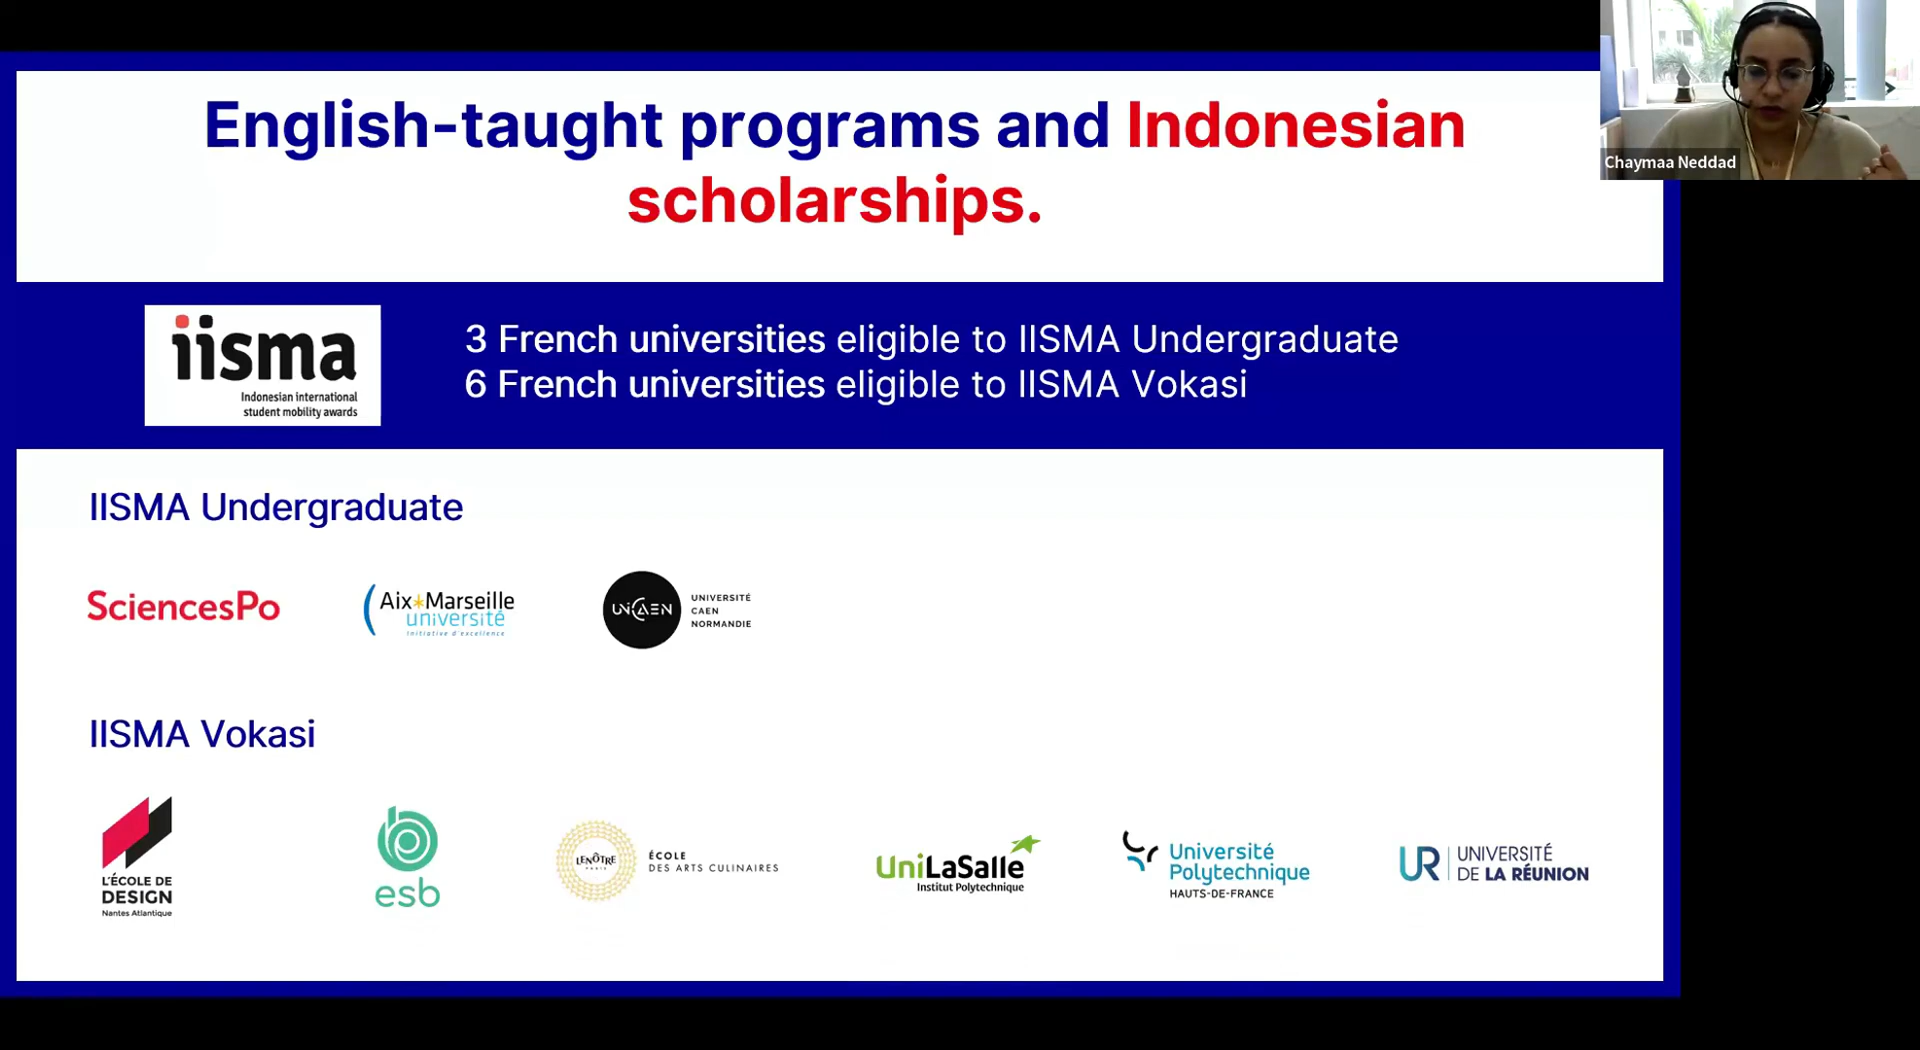 English-taught programs and Indonesian
scholarships.
Chaymaa Neddad
iisma
Indonesian international
student mobility awards
3 French universities eligible to IISMA Undergraduate
6 French universities eligible to IISMA Vokasi
IISMA Undergraduate
SciencesPo
Aix*Marseille
université
Initiative d'excellence
UNICAEN
UNIVERSITÉ
CAEN
NORMANDIE
IISMA Vokasi
L'ÉCOLE DE
DESIGN
Nantes Atlantique
esb
LENÔTRE
PARIS
ÉCOLE
DES ARTS CULINAIRES
UniLaSalle
Institut Polytechnique
Université
Polytechnique
HAUTS-DE-FRANCE
UR
UNIVERSITÉ
DE LA RÉUNION